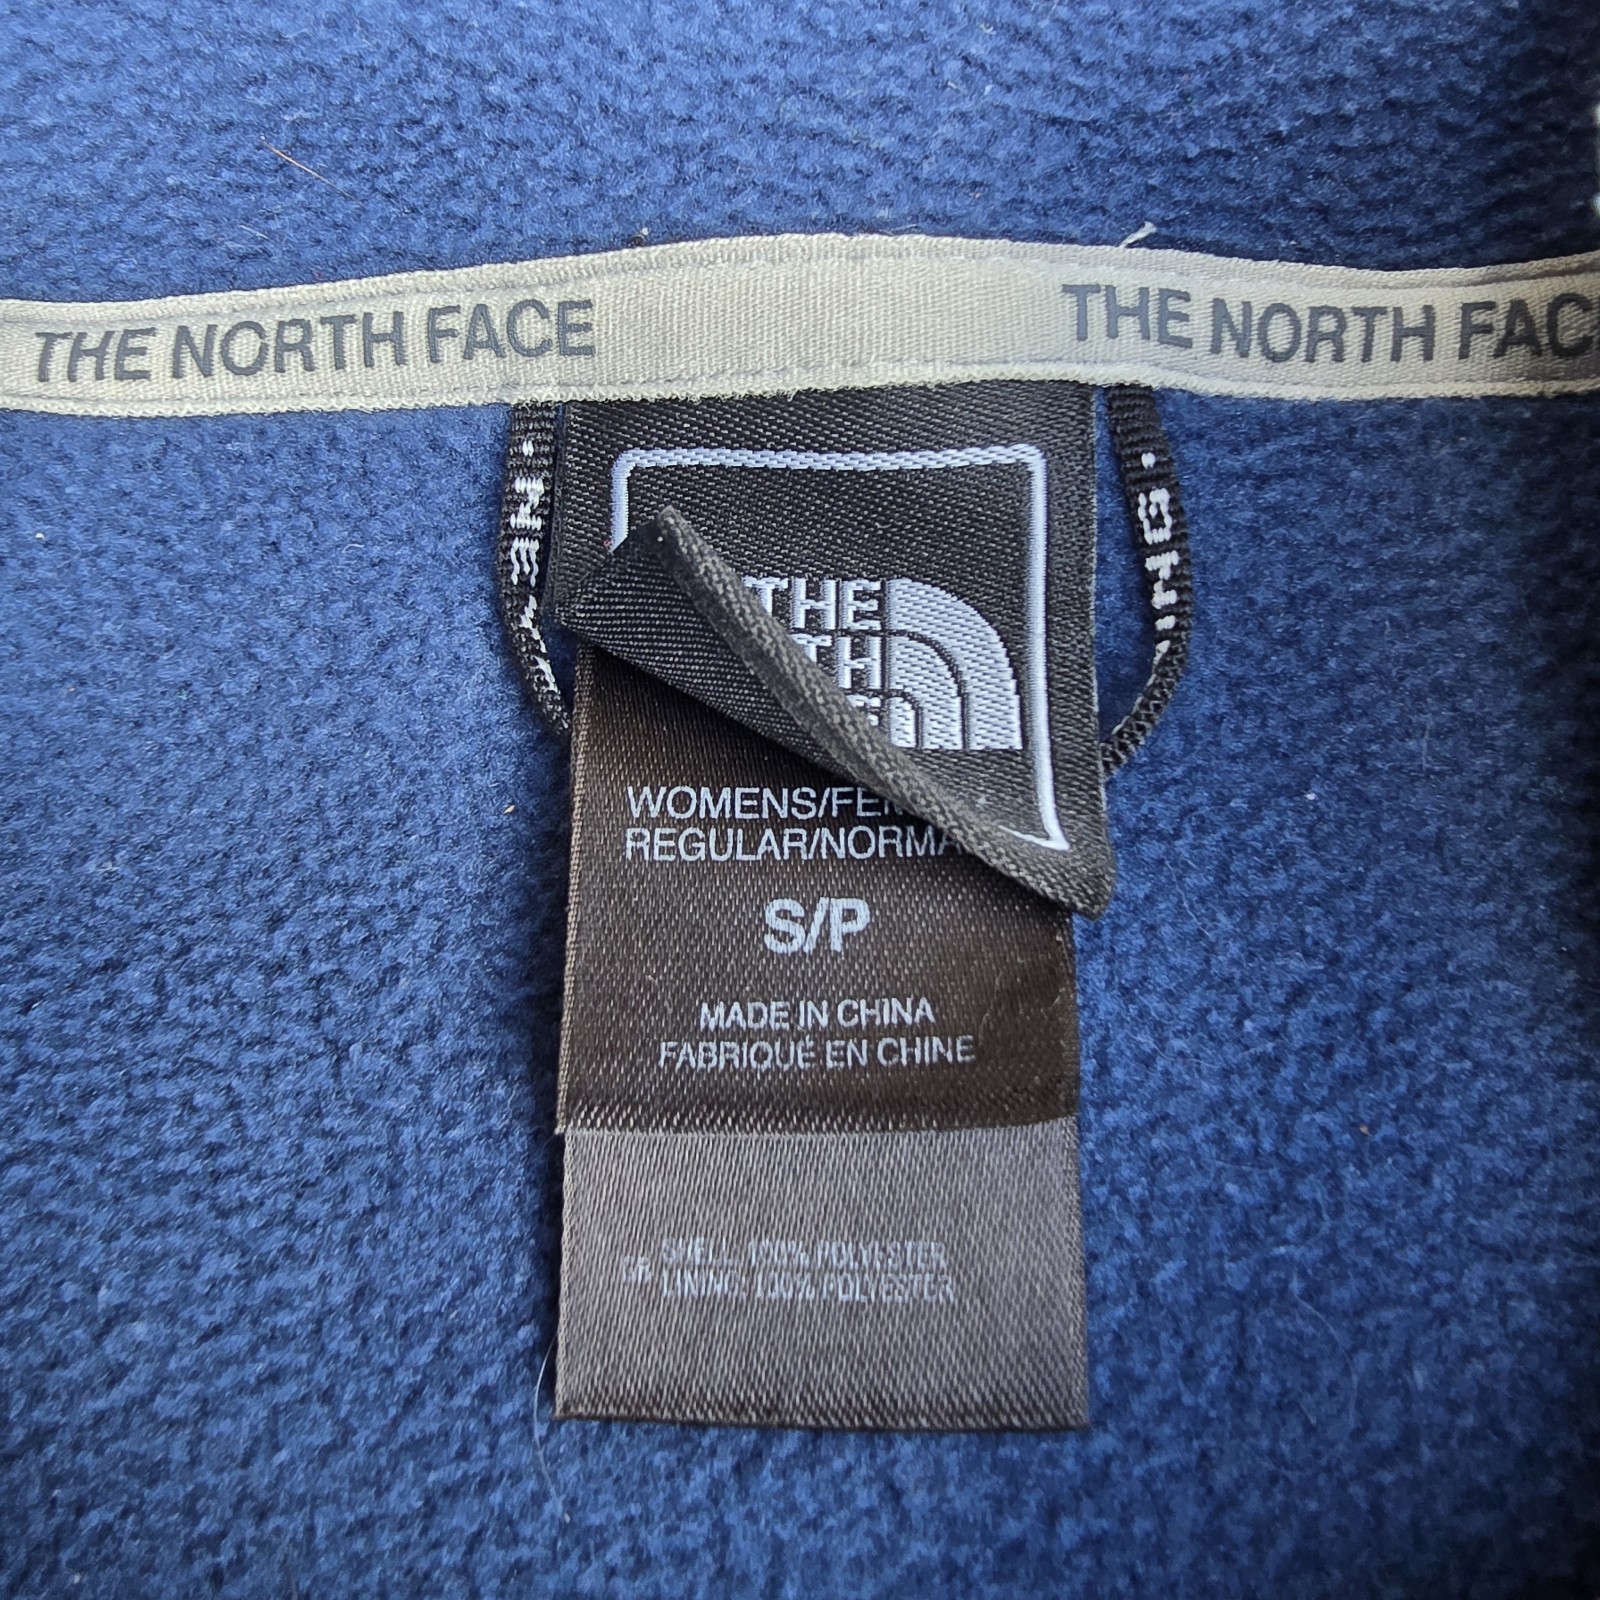 THE NORTH FACE THE NORTH FAC
THE
WOMENS/FE
REGULAR/NORMA
S/P
MADE IN CHINA
FABRIQUÉ EN CHINE
SHELL: 100% POLYESTER
LINING: 100% POLYESTER